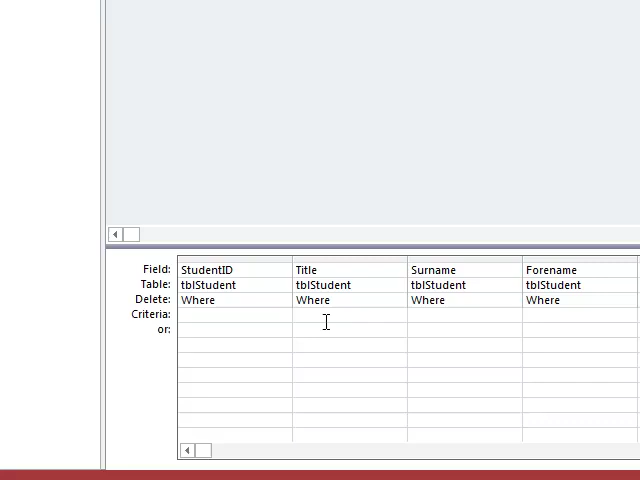 Field: StudentID Title Surname Forename
Table: tblStudent tblStudent tblStudent tblStudent
Delete: Where Where Where Where
Criteria:
or: